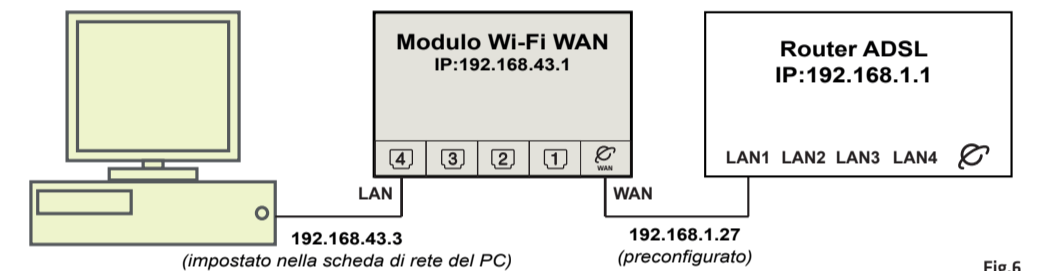 Modulo Wi-Fi WAN
IP:192.168.43.1
4 3 2 1 WAN
Router ADSL
IP:192.168.1.1
LAN1 LAN2 LAN3 LAN4
LAN
WAN
192.168.43.3
(impostato nella scheda di rete del PC)
192.168.1.27
(preconfigurato)
Fig.6